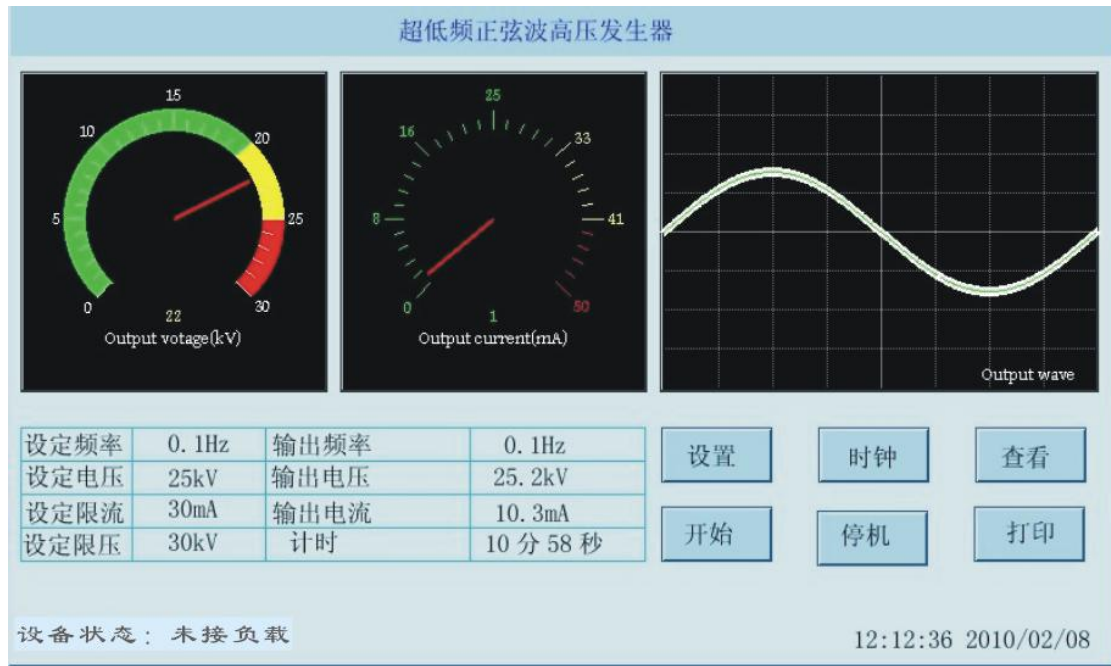 超低频正弦波高压发生器
15
10
20
5
25
0
30
22
Output votage(kV)
25
16
33
8
41
0
50
1
Output current(mA)
Output wave
设定频率 0.1Hz 输出频率 0.1Hz
设定电压 25kV 输出电压 25.2kV
设定限流 30mA 输出电流 10.3mA
设定限压 30kV 计时 10分58秒
设置 时钟 查看
开始 停机 打印
设备状态: 未接负载
12:12:36 2010/02/08